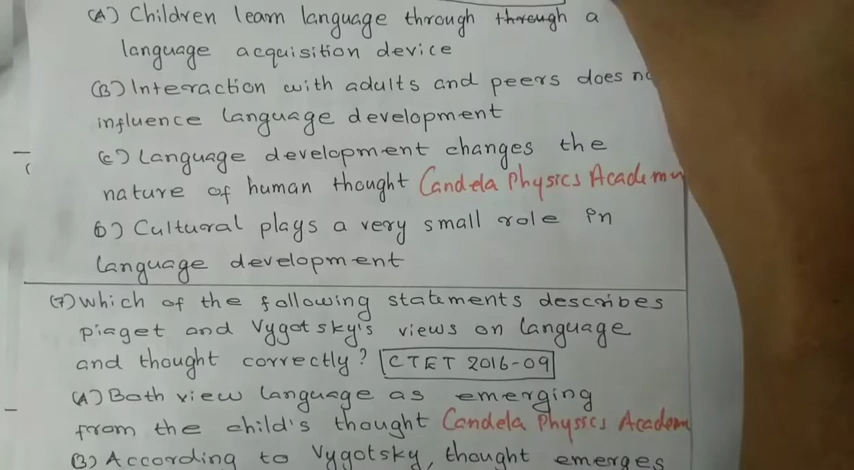 (A) Children learn language through through a
language acquisition device
(B) Interaction with adults and peers does no
influence language development
(C) Language development changes the
nature of human thought Candela Physics Academy
D) Cultural plays a very small role in
language development
(7) Which of the following statements describes
piaget and Vygotsky's views on language
and thought correctly? CTET 2016-09
(A) Both view language as emerging
from the child's thought Candela Physics Academ
(B) According to Vygotsky, thought emerges